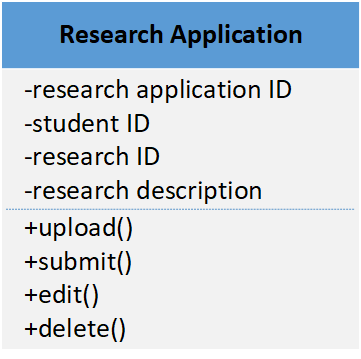 Research Application
-research application ID
-student ID
-research ID
-research description
+upload()
+submit()
+edit()
+delete()